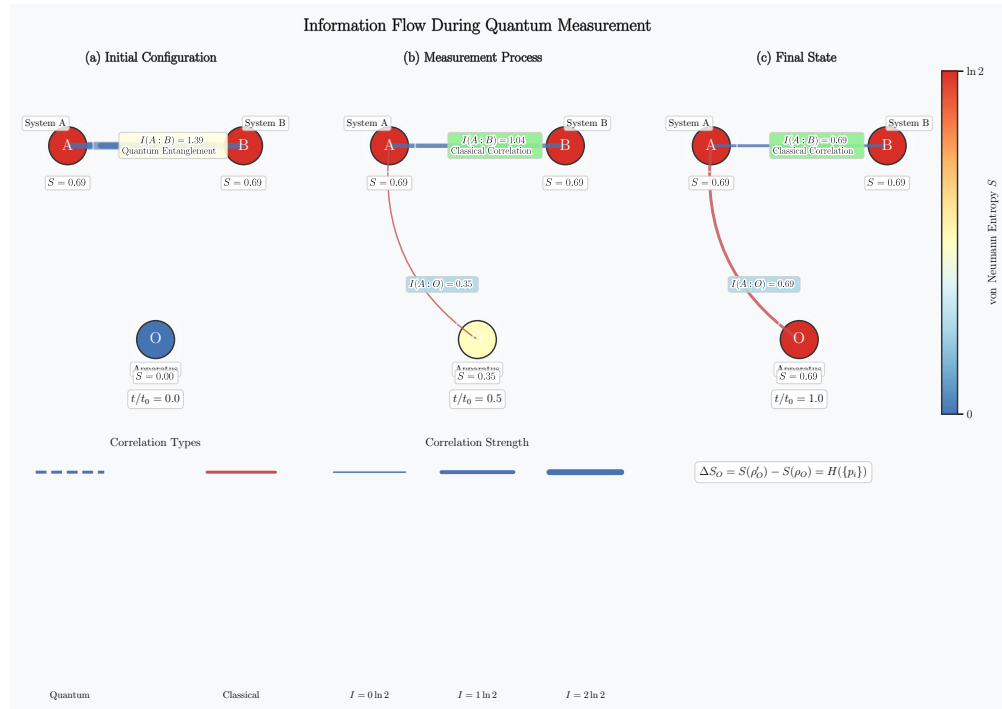 Information Flow During Quantum Measurement
(a) Initial Configuration
System A
System B
A
I(A : B) = 1.39
Quantum Entanglement
B
S = 0.69
S = 0.69
O
S = 0.00
t/t₀ = 0.0
(b) Measurement Process
System A
System B
A
I(A : B) = 1.04
Classical Correlation
B
S = 0.69
S = 0.69
I(A : O) = 0.35
S = 0.35
t/t₀ = 0.5
(c) Final State
System A
System B
A
I(A : B) = 0.69
Classical Correlation
B
S = 0.69
S = 0.69
I(A : O) = 0.69
O
Apparatus
S = 0.69
t/t₀ = 1.0
ln 2
0
von Neumann Entropy S
Correlation Types
Quantum
Classical
Correlation Strength
I = 0 ln 2
I = 1 ln 2
I = 2 ln 2
ΔS_O = S(ρ′_O) − S(ρ_O) = H({p_i})